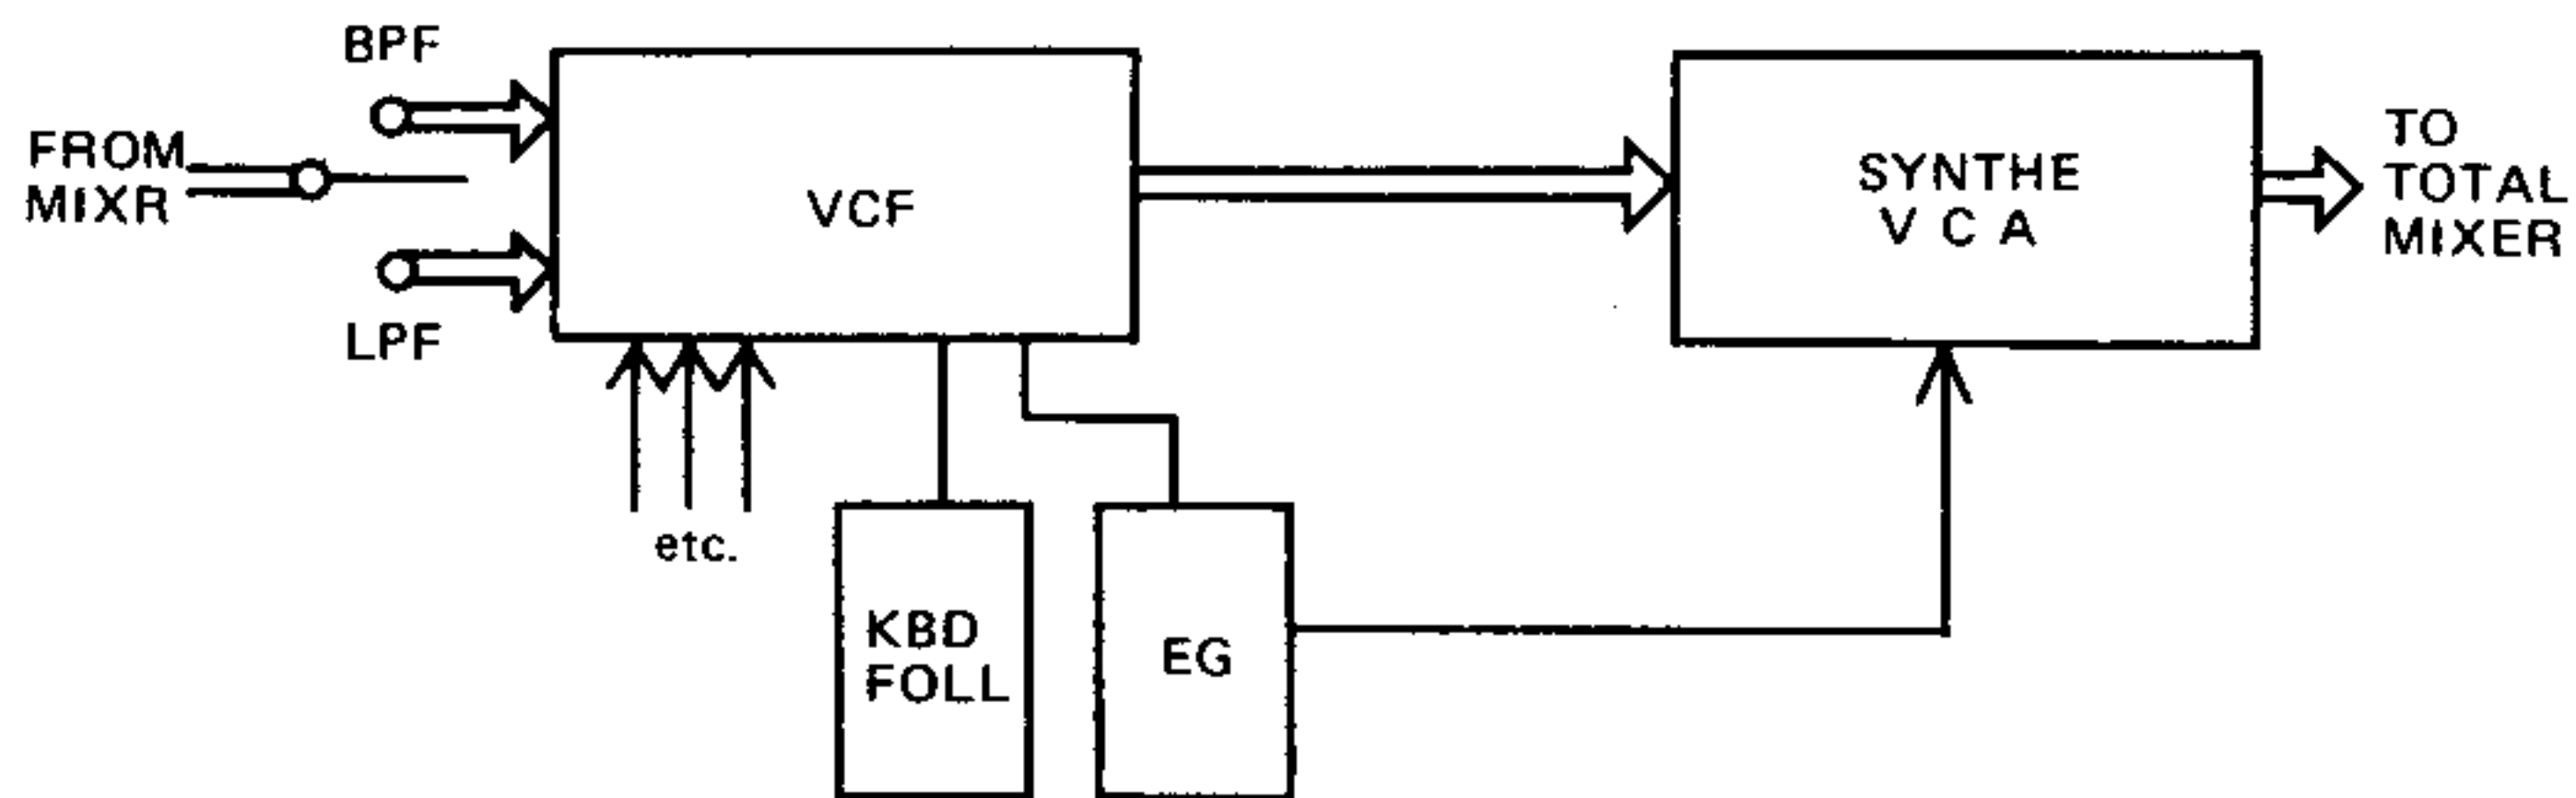 BPF
FROM
MIXR
LPF
VCF
SYNTHE
V C A
TO
TOTAL
MIXER
etc.
KBD
FOLL
EG